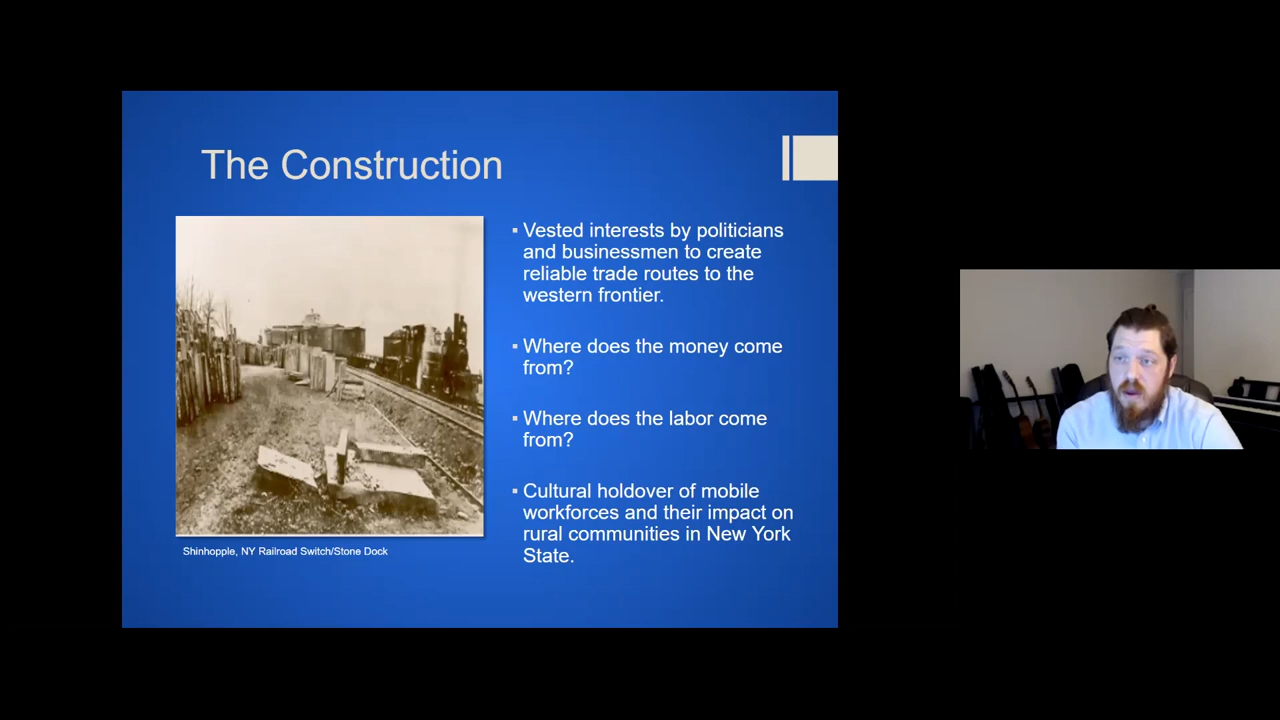 The Construction
▪ Vested interests by politicians
and businessmen to create
reliable trade routes to the
western frontier.
▪ Where does the money come
from?
▪ Where does the labor come
from?
▪ Cultural holdover of mobile
workforces and their impact on
rural communities in New York
State.
Shinhopple, NY Railroad Switch/Stone Dock